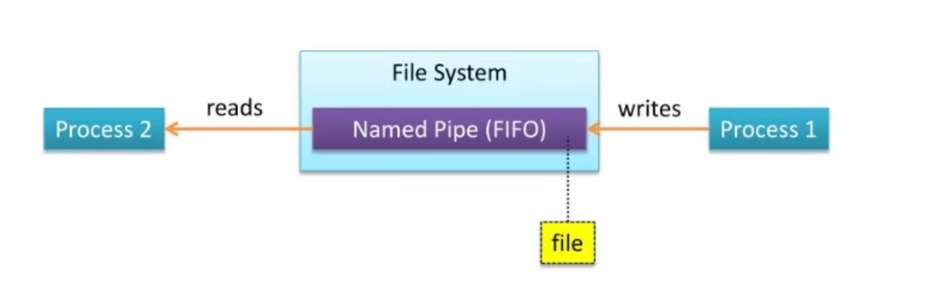 File System
reads
writes
Process 2
Named Pipe (FIFO)
Process 1
file